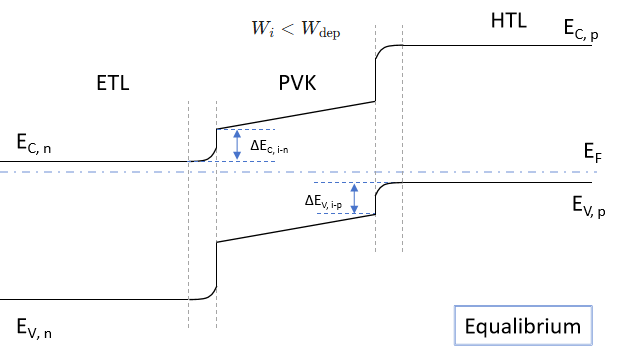 W_i < W_dep
HTL
E_C, p
ETL
PVK
E_C, n
ΔE_C, i-n
E_F
ΔE_V, i-p
E_V, p
E_V, n
Equalibrium